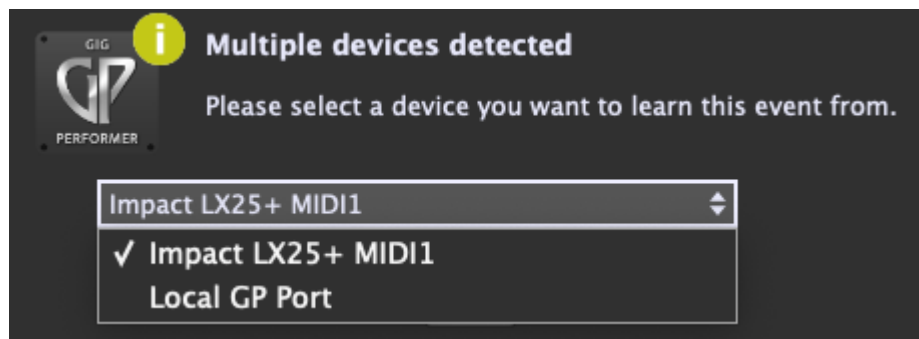 GIG
GP
PERFORMER
i
Multiple devices detected
Please select a device you want to learn this event from.
Impact LX25+ MIDI1
✓ Impact LX25+ MIDI1
Local GP Port